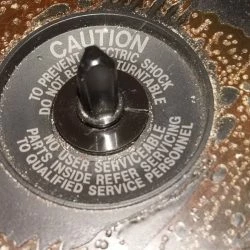 CAUTION
TO PREVENT ELECTRIC SHOCK
DO NOT REMOVE TURNTABLE
NO USER SERVICEABLE
PARTS INSIDE REFER SERVICING
TO QUALIFIED SERVICE PERSONNEL